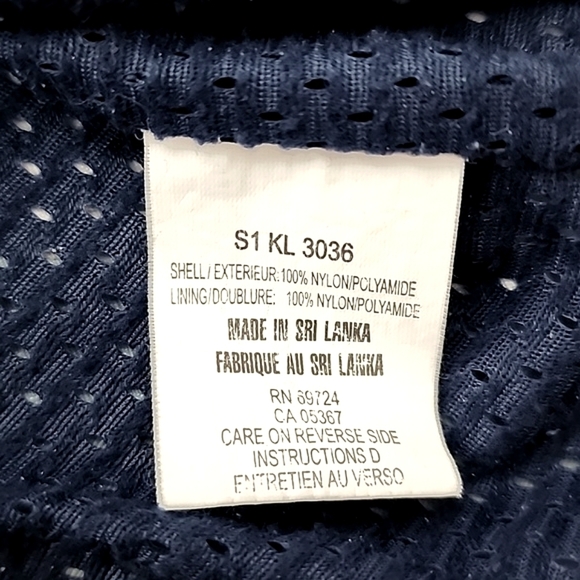 S1 KL 3036
SHELL/EXTERIEUR:100% NYLON/POLYAMIDE
LINING/DOUBLURE: 100% NYLON/POLYAMIDE
MADE IN SRI LANKA
FABRIQUE AU SRI LANKA
RN 69724
CA 05367
CARE ON REVERSE SIDE
INSTRUCTIONS D
ENTRETIEN AU VERSO